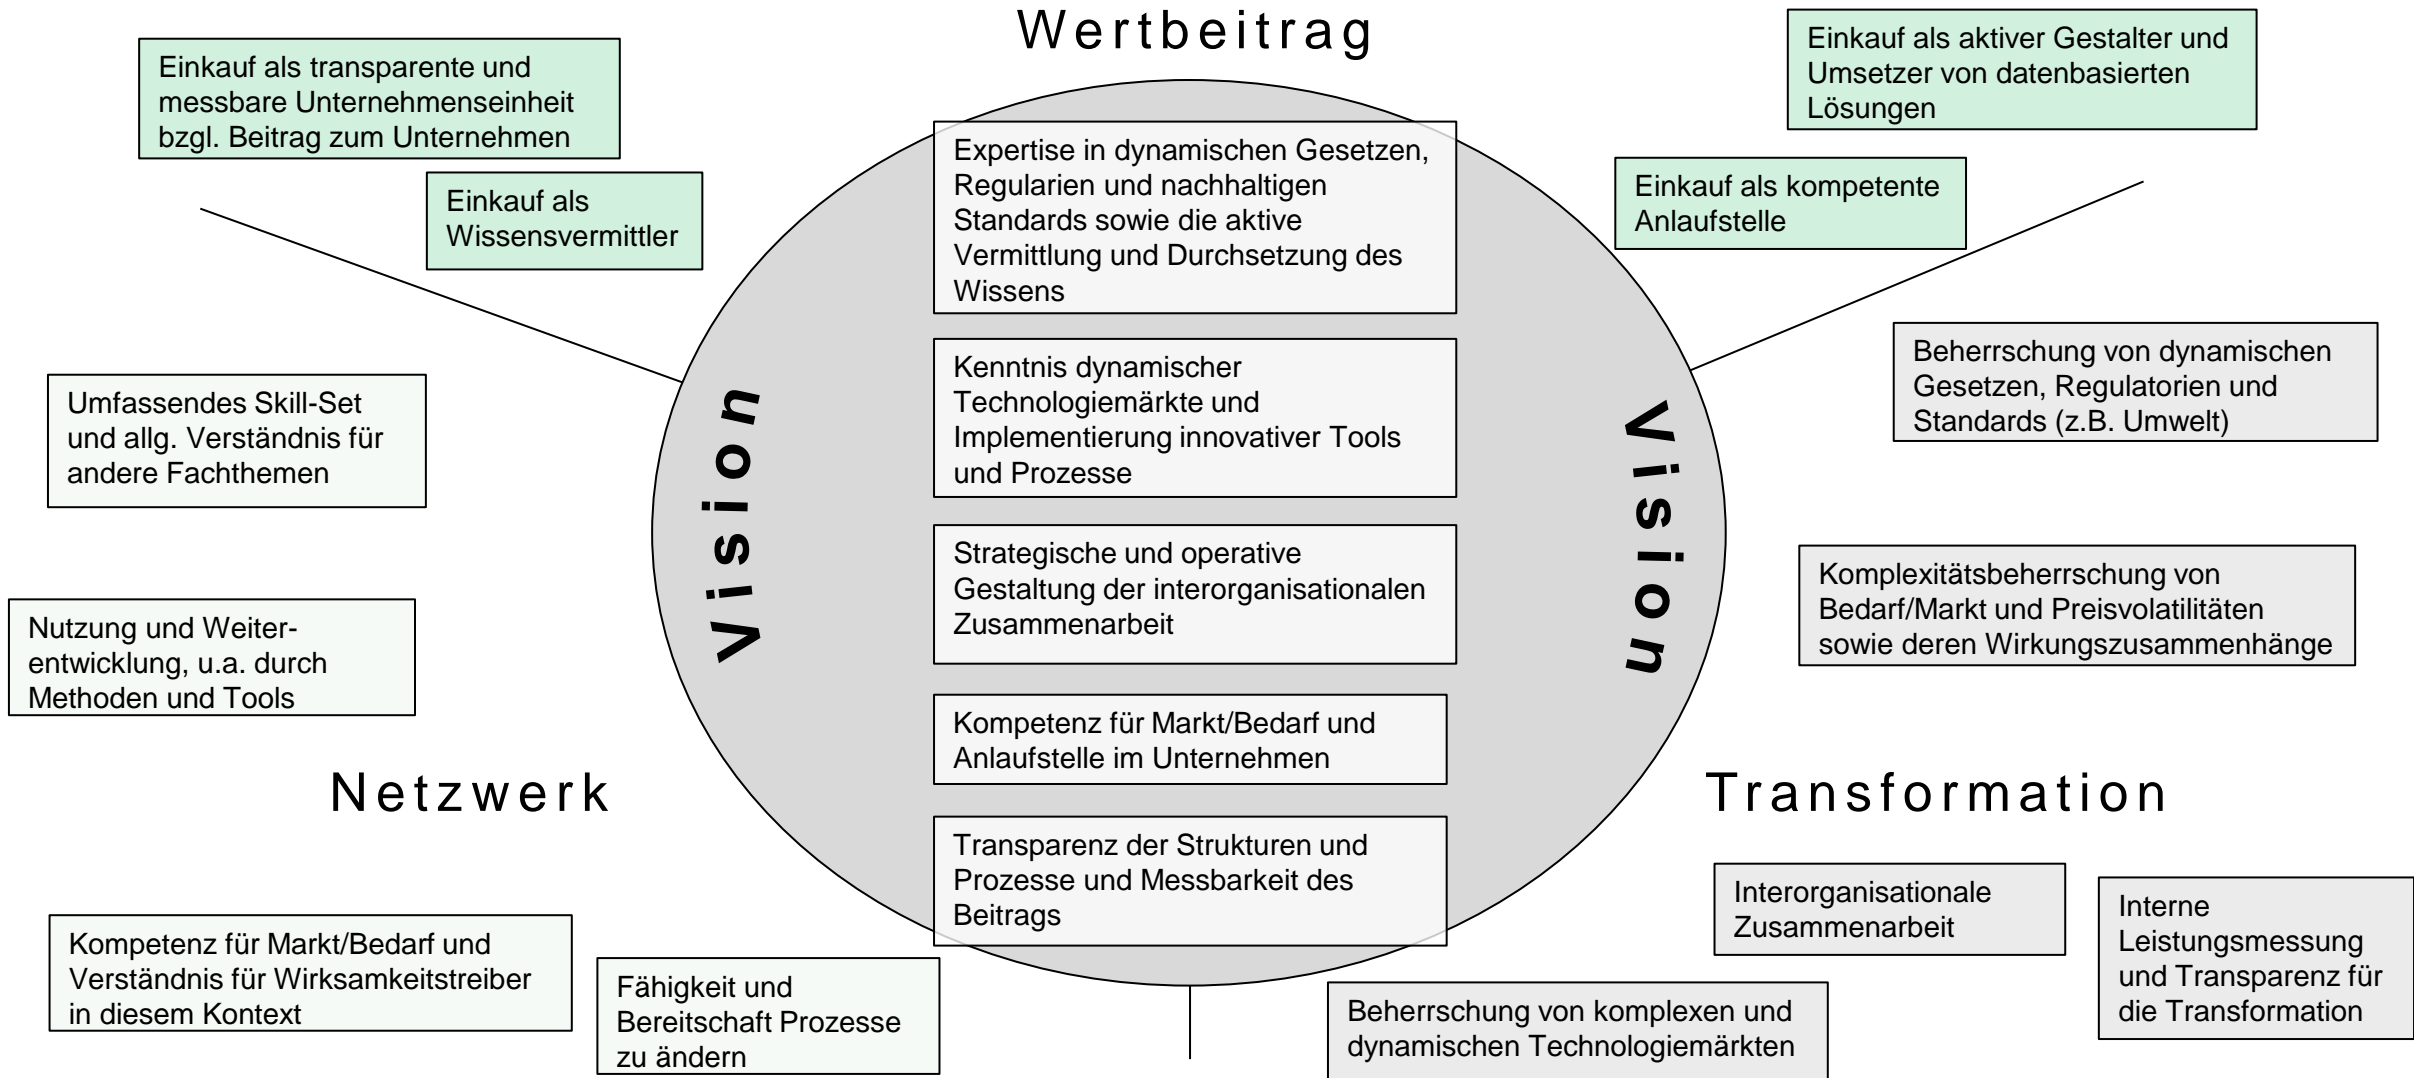 Wertbeitrag
Einkauf als transparente und
messbare Unternehmenseinheit
bzgl. Beitrag zum Unternehmen
Einkauf als
Wissensvermittler
Einkauf als aktiver Gestalter und
Umsetzer von datenbasierten
Lösungen
Einkauf als kompetente
Anlaufstelle
Vision
Expertise in dynamischen Gesetzen,
Regularien und nachhaltigen
Standards sowie die aktive
Vermittlung und Durchsetzung des
Wissens
Kenntnis dynamischer
Technologiemärkte und
Implementierung innovativer Tools
und Prozesse
Strategische und operative
Gestaltung der interorganisationalen
Zusammenarbeit
Kompetenz für Markt/Bedarf und
Anlaufstelle im Unternehmen
Transparenz der Strukturen und
Prozesse und Messbarkeit des
Beitrags
Vision
Umfassendes Skill-Set
und allg. Verständnis für
andere Fachthemen
Nutzung und Weiter-
entwicklung, u.a. durch
Methoden und Tools
Netzwerk
Kompetenz für Markt/Bedarf und
Verständnis für Wirksamkeitstreiber
in diesem Kontext
Fähigkeit und
Bereitschaft Prozesse
zu ändern
Beherrschung von dynamischen
Gesetzen, Regulatorien und
Standards (z.B. Umwelt)
Komplexitätsbeherrschung von
Bedarf/Markt und Preisvolatilitäten
sowie deren Wirkungszusammenhänge
Transformation
Interorganisationale
Zusammenarbeit
Interne
Leistungsmessung
und Transparenz für
die Transformation
Beherrschung von komplexen und
dynamischen Technologiemärkten